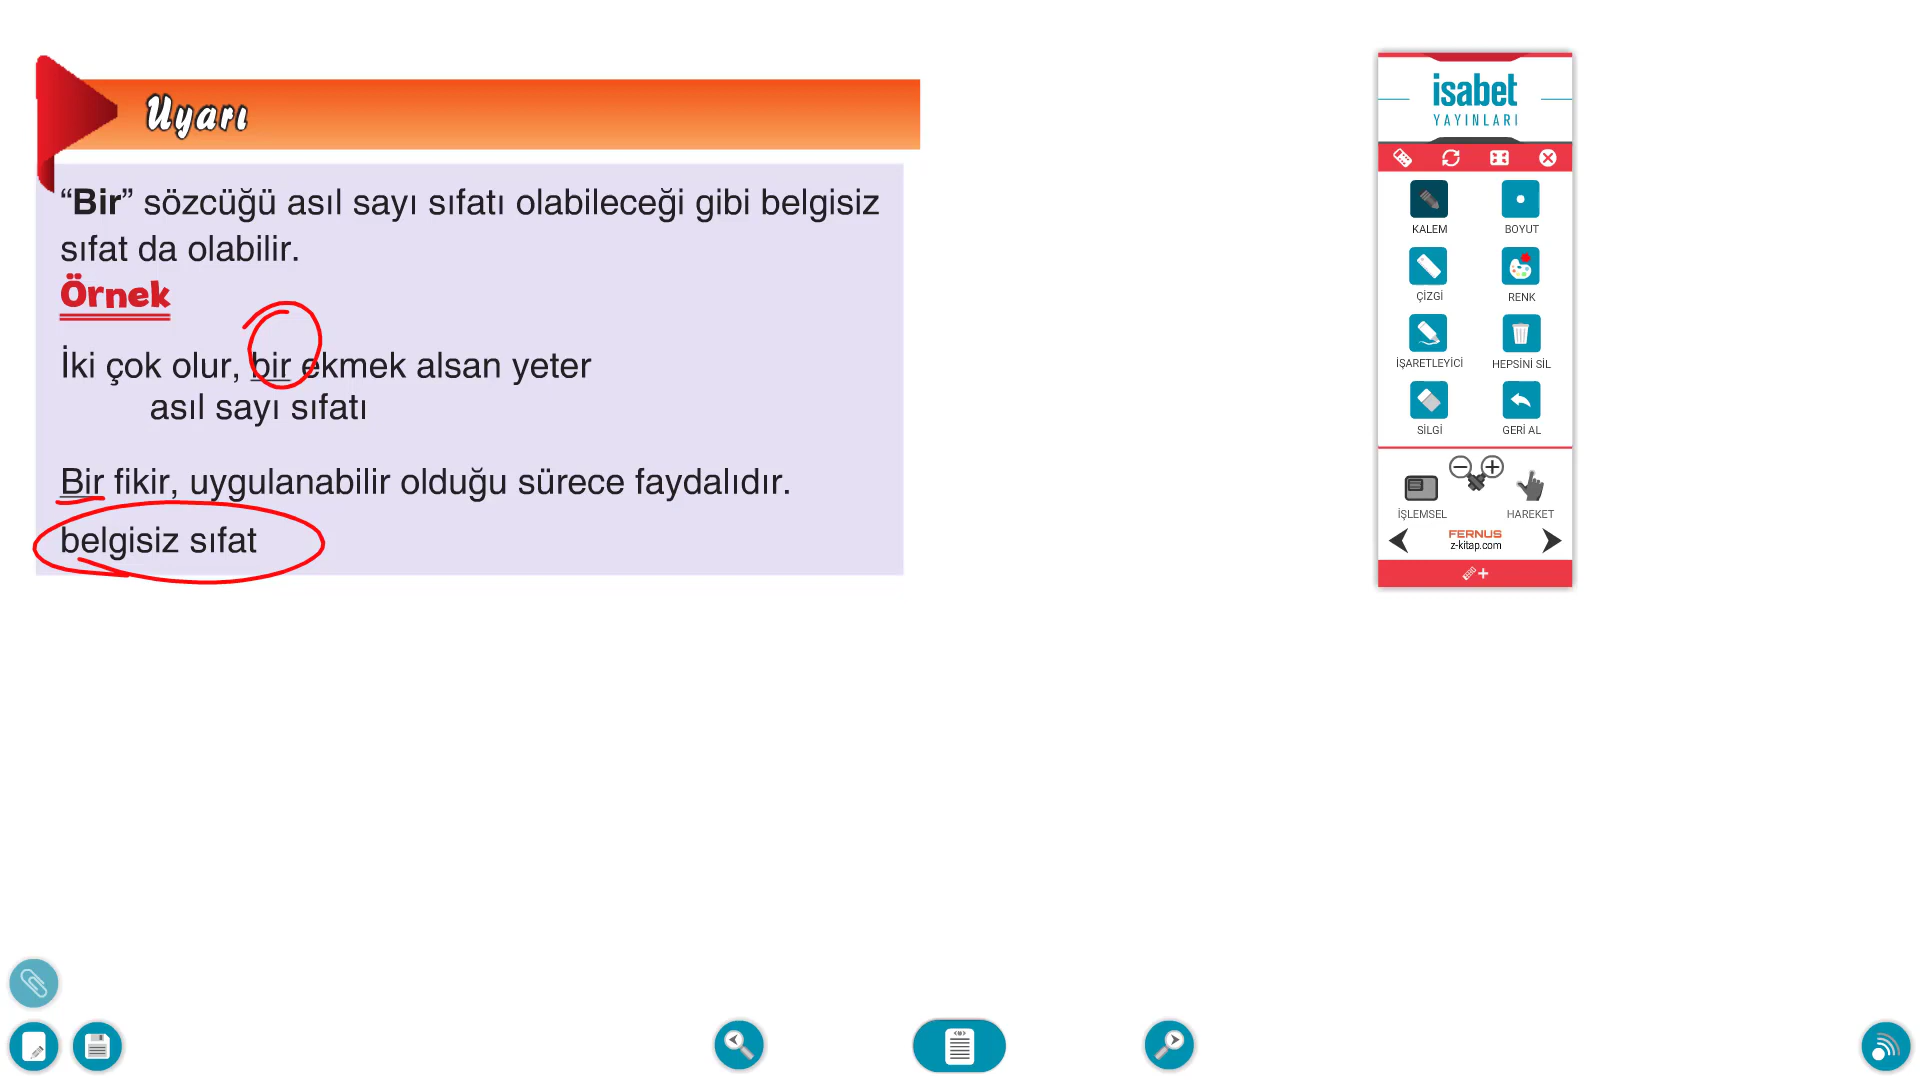 Uyarı
“Bir” sözcüğü asıl sayı sıfatı olabileceği gibi belgisiz
sıfat da olabilir.
Örnek
İki çok olur, bir ekmek alsan yeter
asıl sayı sıfatı
Bir fikir, uygulanabilir olduğu sürece faydalıdır.
belgisiz sıfat
isabet
YAYINLARI
KALEM BOYUT
ÇİZGİ RENK
İŞARETLEYİCİ HEPSİNİ SİL
SİLGİ GERİ AL
İŞLEMSEL HAREKET
FERNUS
z-kitap.com